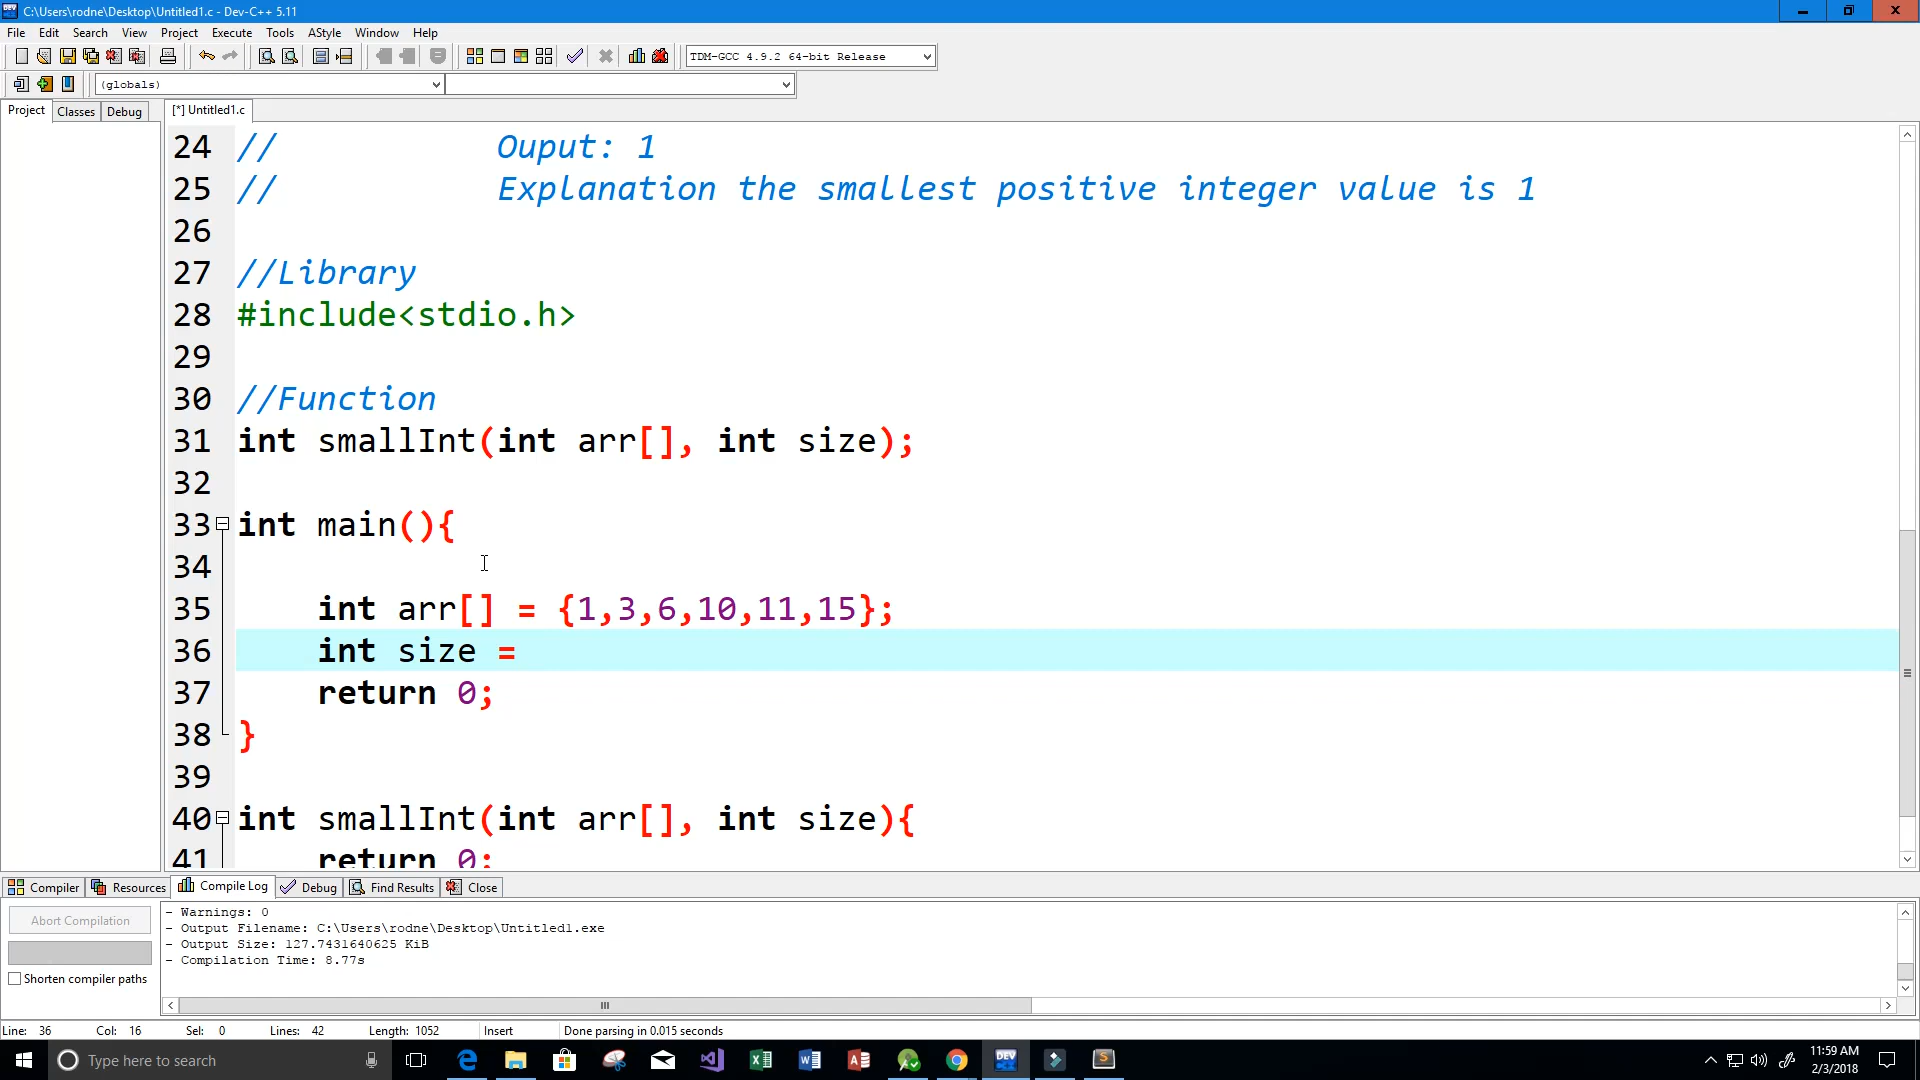 C:\Users\rodne\Desktop\Untitled1.c - Dev-C++ 5.11
File Edit Search View Project Execute Tools AStyle Window Help
TDM-GCC 4.9.2 64-bit Release
(globals)
Project Classes Debug [*] Untitled1.c
24 // Ouput: 1
25 // Explanation the smallest positive integer value is 1
26
27 //Library
28 #include<stdio.h>
29
30 //Function
31 int smallInt(int arr[], int size);
32
33 int main(){
34
35 int arr[] = {1,3,6,10,11,15};
36 int size =
37 return 0;
38 }
39
40 int smallInt(int arr[], int size){
41 return 0;
Compiler Resources Compile Log Debug Find Results Close
Abort Compilation
Shorten compiler paths
- Warnings: 0
- Output Filename: C:\Users\rodne\Desktop\Untitled1.exe
- Output Size: 127.7431640625 KiB
- Compilation Time: 8.77s
Line: 36 Col: 16 Sel: 0 Lines: 42 Length: 1052 Insert Done parsing in 0.015 seconds
Type here to search
DEV
11:59 AM
2/3/2018